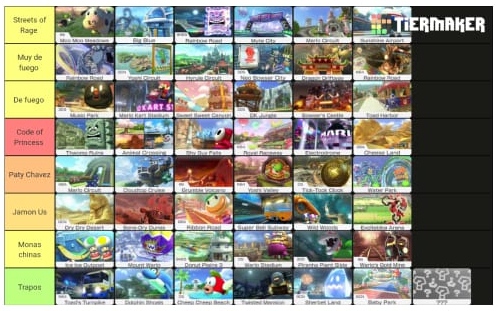 Streets of
Rage
Moo Moo Meadows
Big Blue
Rainbow Road
Mute City
Mario Circuit
Sunshine Airport
TIERMAKER
Muy de
fuego
Rainbow Road
Yoshi Circuit
Hyrule Circuit
Neo Bowser City
Dragon Driftway
Rainbow Road
De fuego
Music Park
Mario Kart Stadium
Sweet Sweet Canyon
DK Jungle
Bowser's Castle
Toad Harbor
Code of
Princess
Thwomp Ruins
Animal Crossing
Shy Guy Falls
Royal Raceway
Electrodrome
Cheese Land
Paty Chavez
Mario Circuit
Cloudtop Cruise
Grumble Volcano
Yoshi Valley
Tick-Tock Clock
Water Park
Jamon Us
Dry Dry Desert
Bone-Dry Dunes
Ribbon Road
Super Bell Subway
Wild Woods
Excitebike Arena
Monas
chinas
Ice Ice Outpost
Mount Wario
Donut Plains 3
Wario Stadium
Piranha Plant Slide
Wario's Gold Mine
Trapos
Toad's Turnpike
Dolphin Shoals
Cheep Cheep Beach
Twisted Mansion
Sherbet Land
Baby Park
???